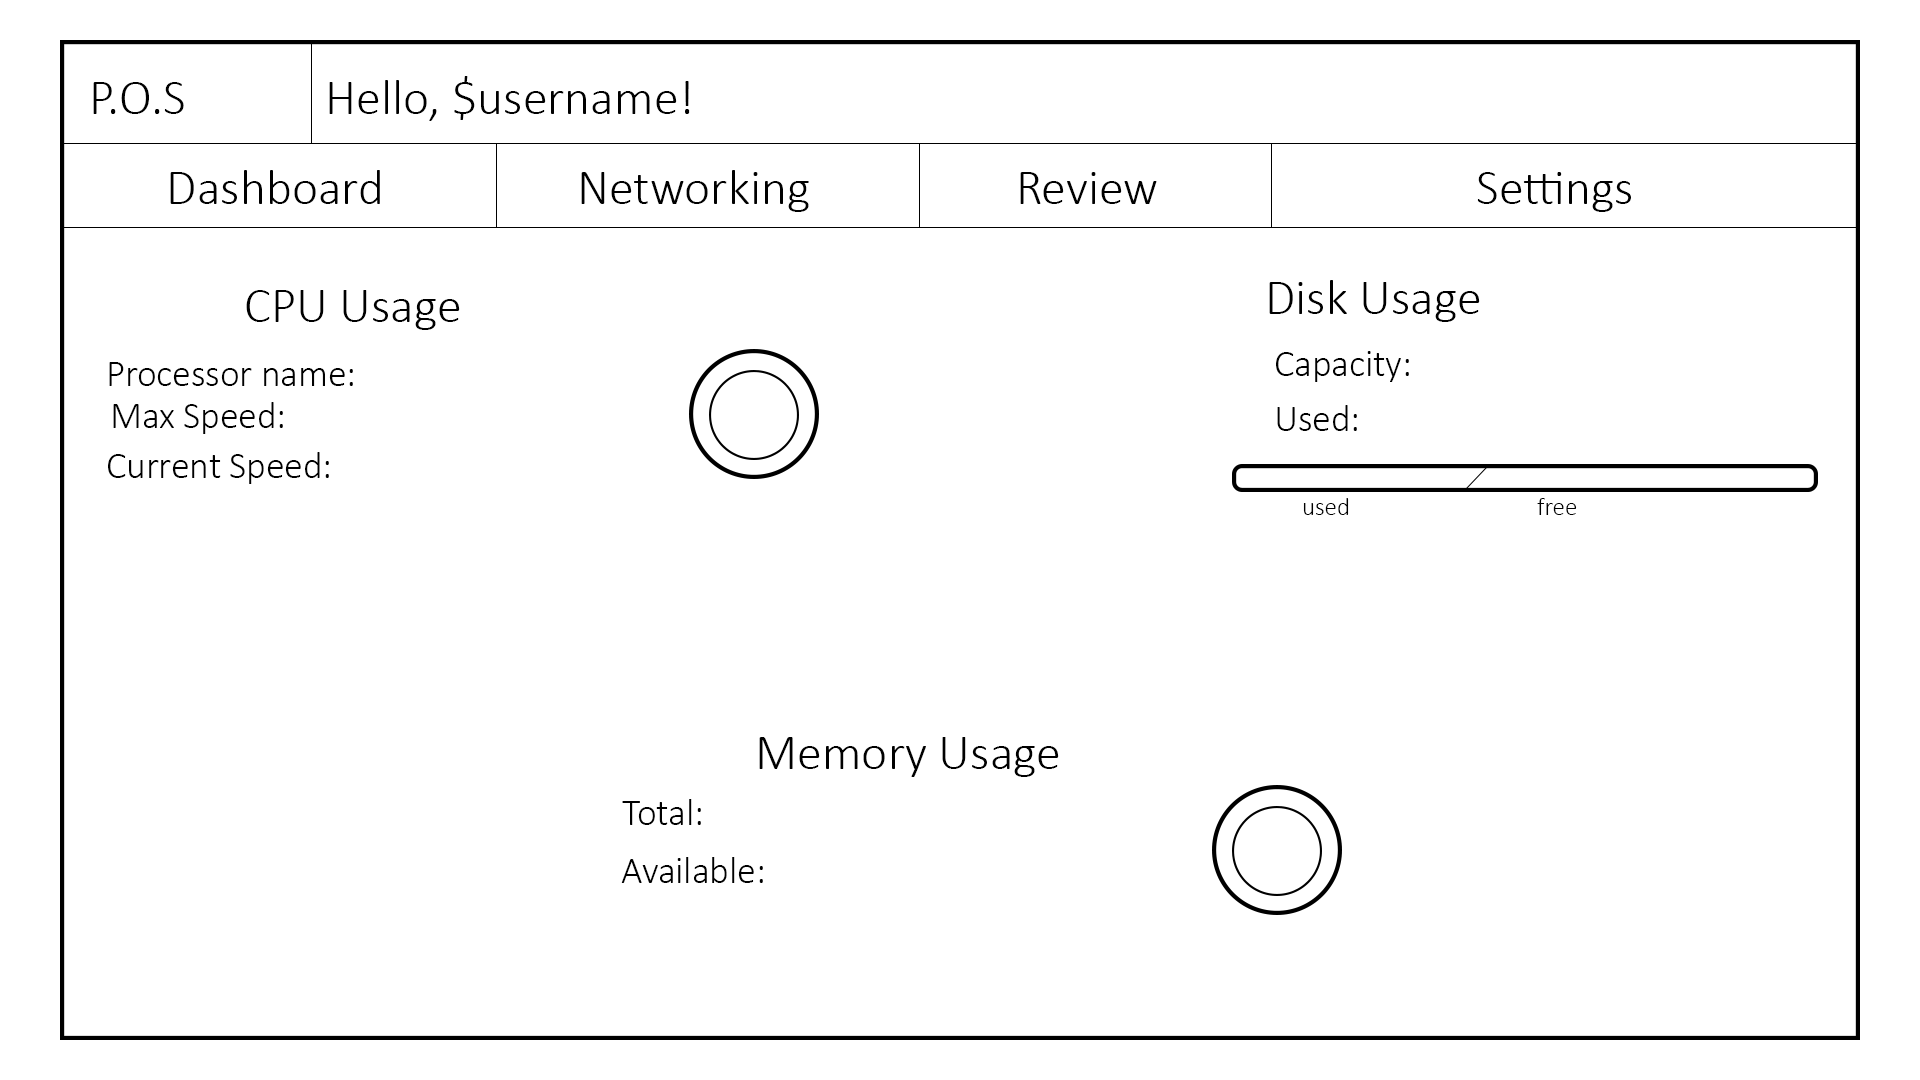 P.O.S
Hello, $username!
Dashboard
Networking
Review
Settings
CPU Usage
Processor name:
Max Speed:
Current Speed:
Disk Usage
Capacity:
Used:
used
free
Memory Usage
Total:
Available: